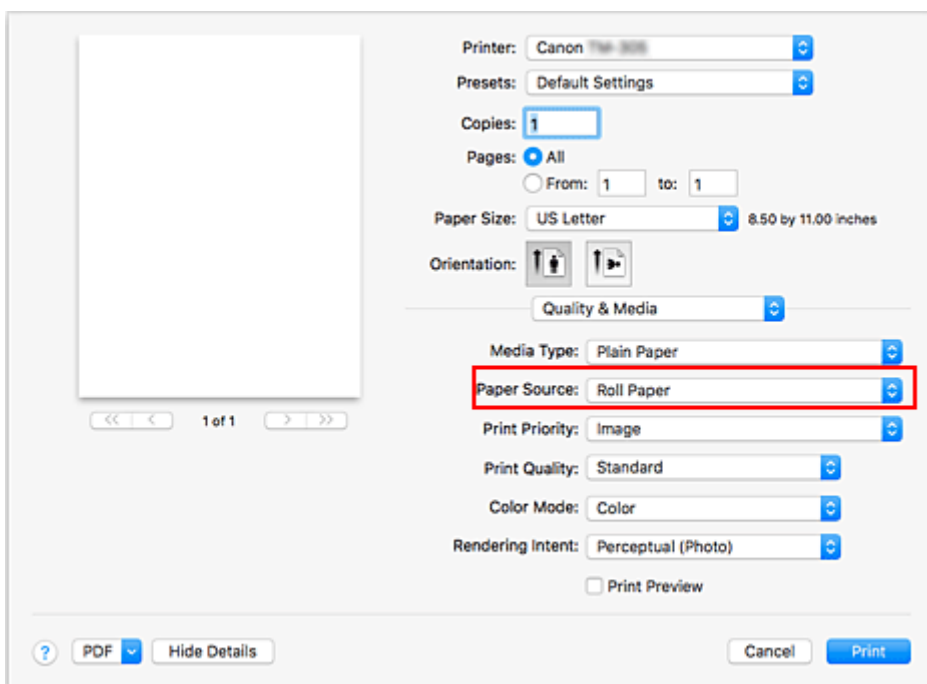 Printer: Canon
Presets: Default Settings
Copies: 1
Pages: All
From: 1 to: 1
Paper Size: US Letter 8.50 by 11.00 inches
Orientation:
Quality & Media
Media Type: Plain Paper
Paper Source: Roll Paper
<< < 1 of 1 > >>
Print Priority: Image
Print Quality: Standard
Color Mode: Color
Rendering Intent: Perceptual (Photo)
Print Preview
? PDF Hide Details Cancel Print